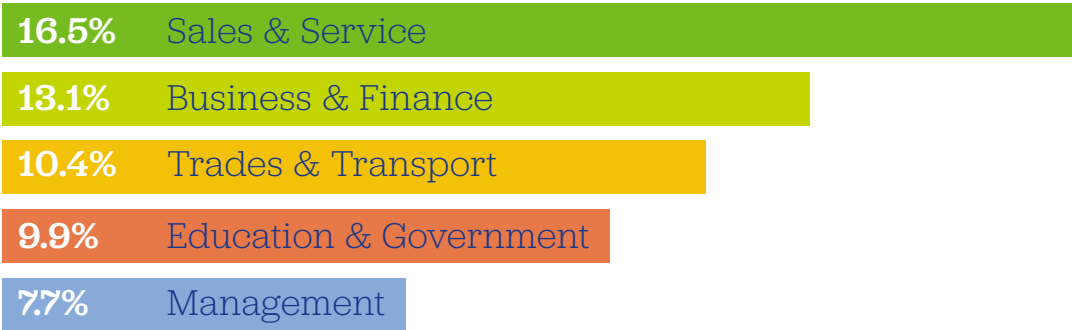 16.5% Sales & Service
13.1% Business & Finance
10.4% Trades & Transport
9.9% Education & Government
7.7% Management